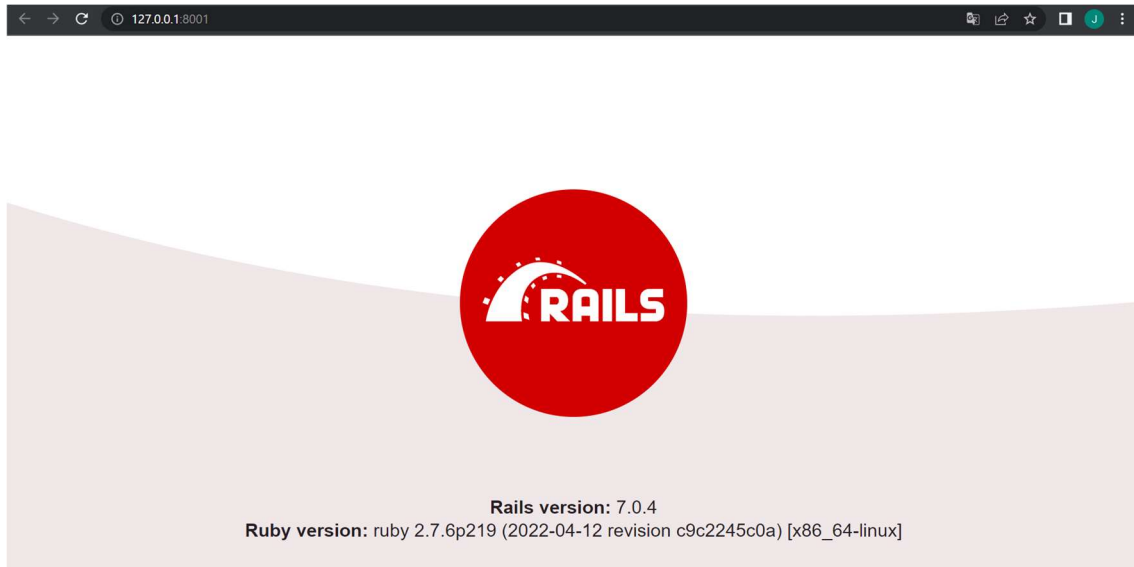 127.0.0.1:8001
J
RAILS
Rails version: 7.0.4
Ruby version: ruby 2.7.6p219 (2022-04-12 revision c9c2245c0a) [x86_64-linux]